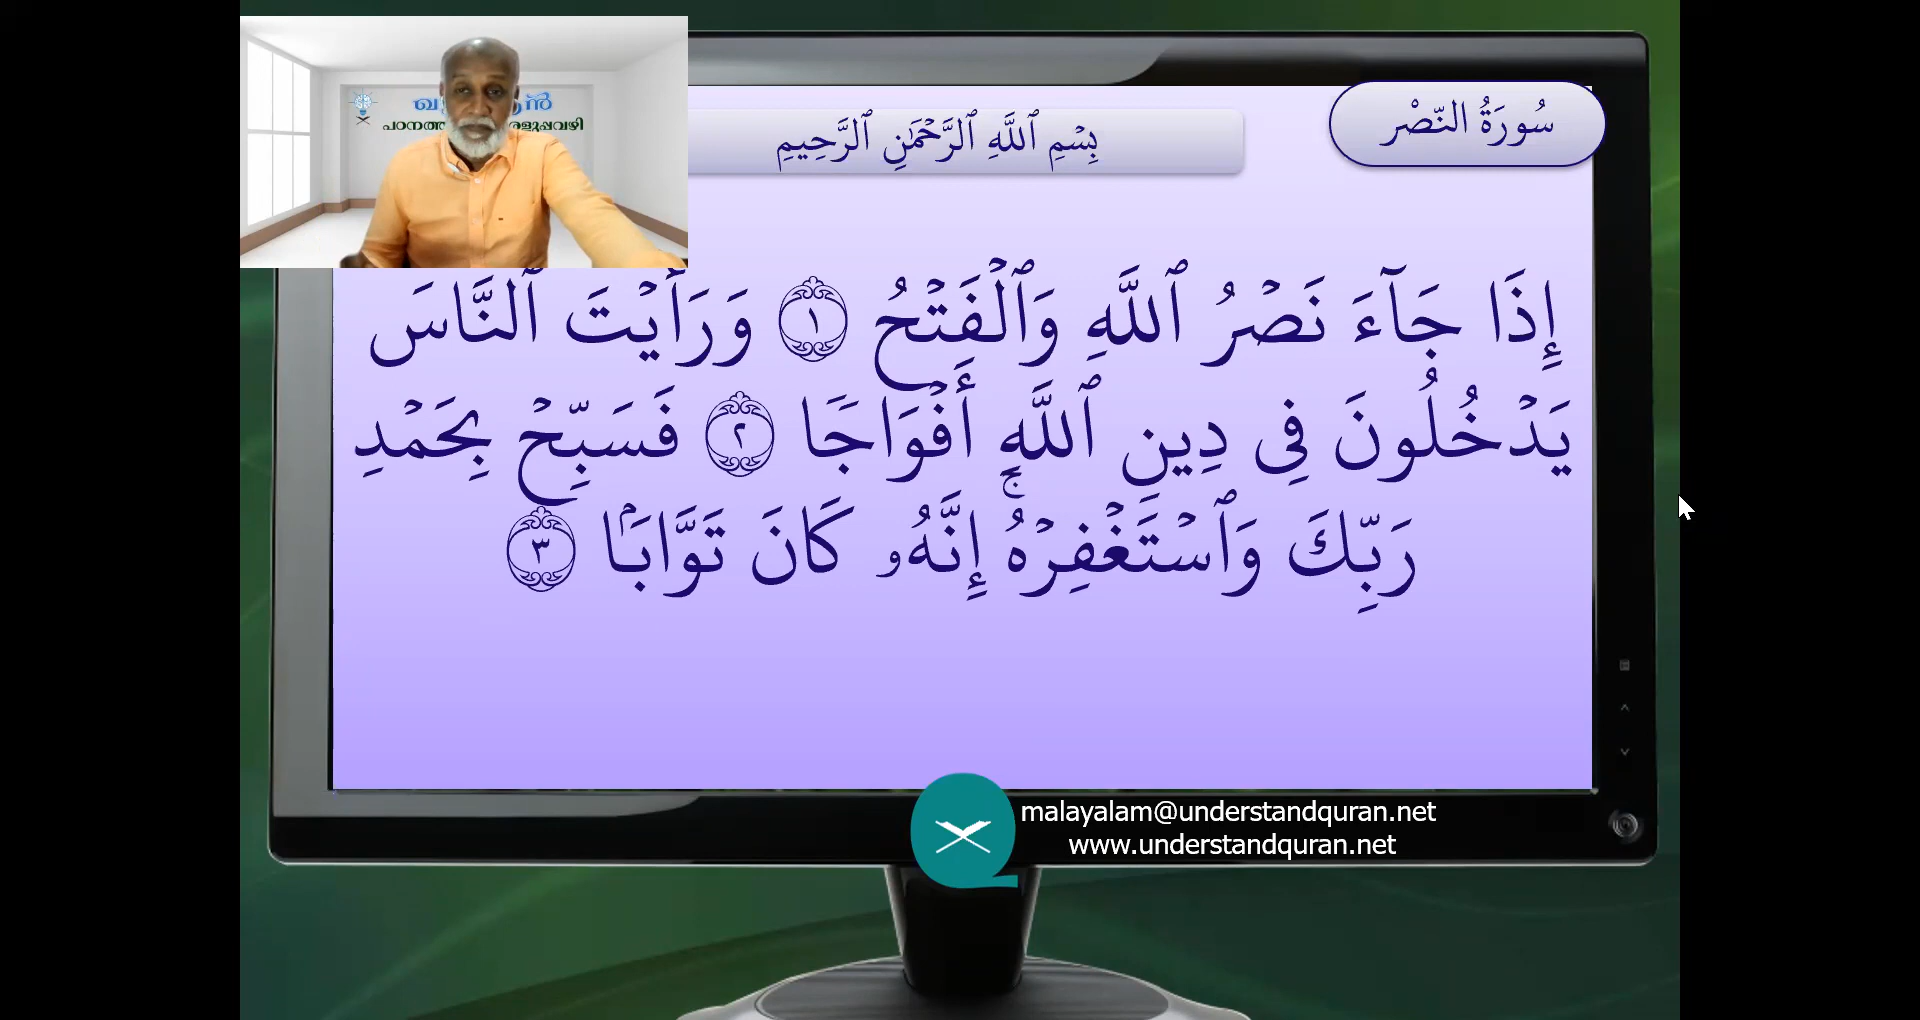 سُورَةُ النَّصْر
بِسْمِ ٱللَّهِ ٱلرَّحْمَٰنِ ٱلرَّحِيمِ
إِذَا جَآءَ نَصْرُ ٱللَّهِ وَٱلْفَتْحُ ١ وَرَأَيْتَ ٱلنَّاسَ
يَدْخُلُونَ فِى دِينِ ٱللَّهِ أَفْوَاجًا ٢ فَسَبِّحْ بِحَمْدِ
رَبِّكَ وَٱسْتَغْفِرْهُ ۚ إِنَّهُۥ كَانَ تَوَّابَۢا ٣
malayalam@understandquran.net
www.understandquran.net